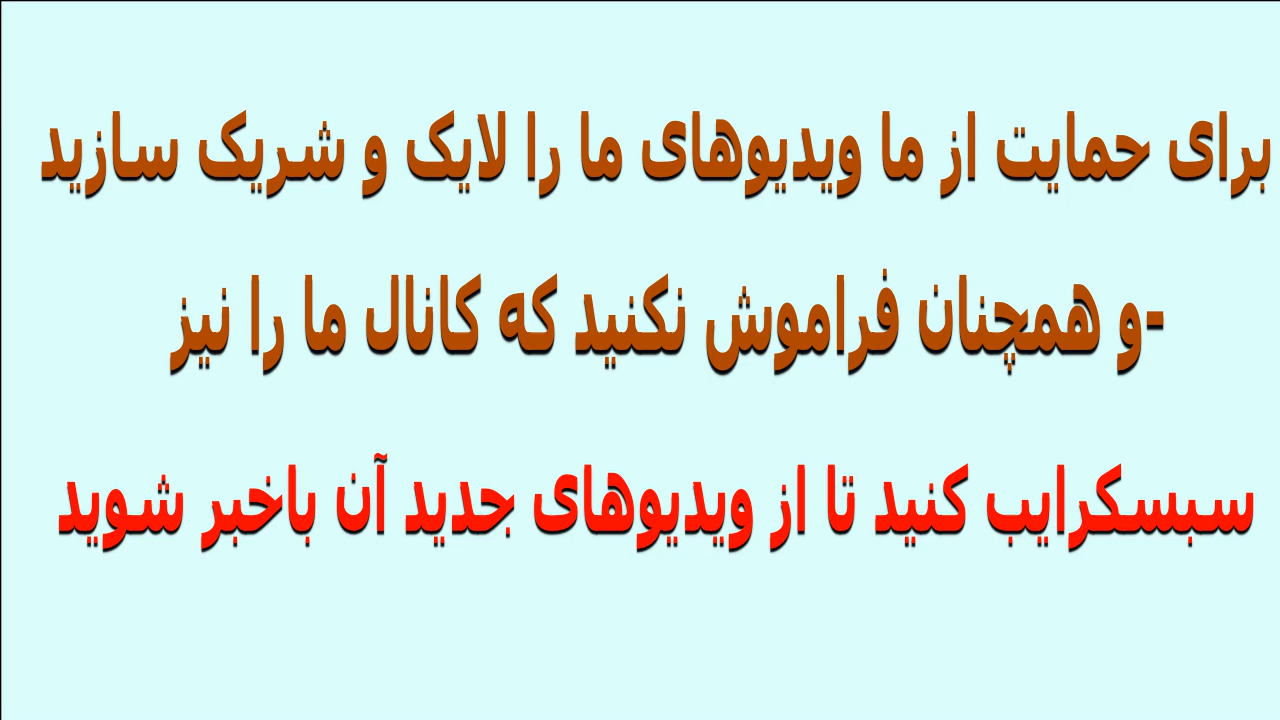 برای حمایت از ما ویدیوهای ما را لایک و شریک سازید
-و همچنان فراموش نکنید که کانال ما را نیز
سبسکرایب کنید تا از ویدیوهای جدید آن باخبر شوید